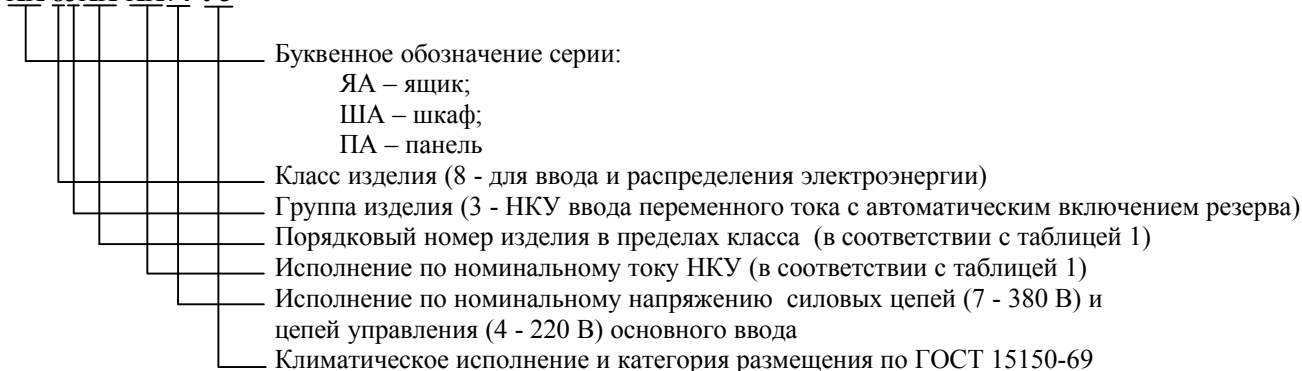 Буквенное обозначение серии:
ЯА – ящик;
ША – шкаф;
ПА – панель
Класс изделия (8 - для ввода и распределения электроэнергии)
Группа изделия (3 - НКУ ввода переменного тока с автоматическим включением резерва)
Порядковый номер изделия в пределах класса (в соответствии с таблицей 1)
Исполнение по номинальному току НКУ (в соответствии с таблицей 1)
Исполнение по номинальному напряжению силовых цепей (7 - 380 В) и
цепей управления (4 - 220 В) основного ввода
Климатическое исполнение и категория размещения по ГОСТ 15150-69